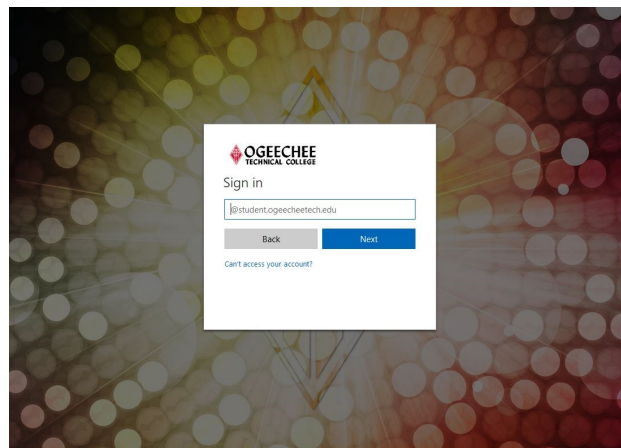 OGEECHEE
TECHNICAL COLLEGE
Sign in
@student.ogeecheetech.edu
Back Next
Can't access your account?